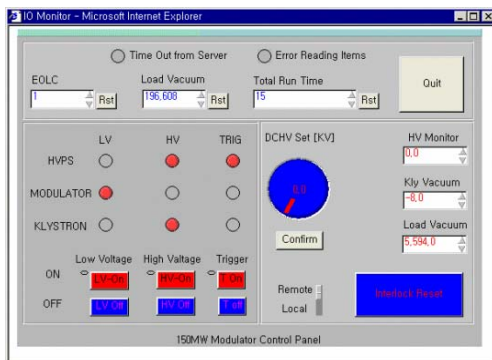 IO Monitor - Microsoft Internet Explorer
Time Out from Server
Error Reading Items
EOLC
Load Vacuum
Total Run Time
1
Rst
196,608
Rst
15
Rst
Quit
LV HV TRIG
HVPS
MODULATOR
KLYSTRON
Low Voltage High Valtage Trigger
ON LV-On HV-On T On
OFF LV Off HV Off T off
DCHV Set [KV]
0.0
Confirm
Remote
Local
HV Monitor
0,0
Kly Vacuum
-8,0
Load Vacuum
5,594,0
Interlock Reset
150MW Modulator Control Panel